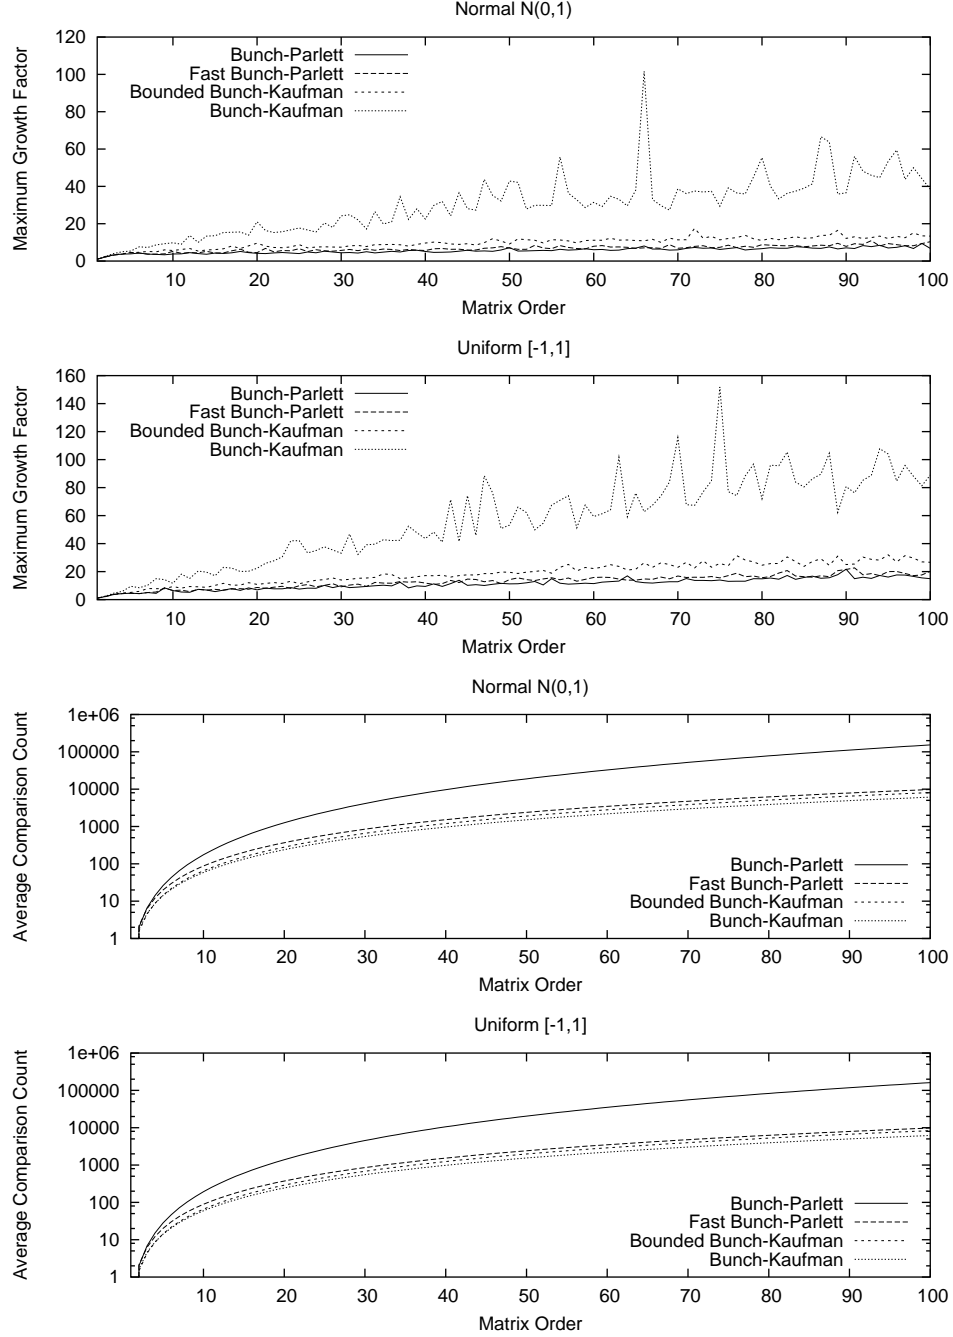 Normal N(0,1)
Maximum Growth Factor
120
100
80
60
40
20
0
Bunch-Parlett
Fast Bunch-Parlett
Bounded Bunch-Kaufman
Bunch-Kaufman
10 20 30 40 50 60 70 80 90 100
Matrix Order
Uniform [-1,1]
Maximum Growth Factor
160
140
120
100
80
60
40
20
0
Bunch-Parlett
Fast Bunch-Parlett
Bounded Bunch-Kaufman
Bunch-Kaufman
10 20 30 40 50 60 70 80 90 100
Matrix Order
Normal N(0,1)
Average Comparison Count
1e+06
100000
10000
1000
100
10
1
Bunch-Parlett
Fast Bunch-Parlett
Bounded Bunch-Kaufman
Bunch-Kaufman
10 20 30 40 50 60 70 80 90 100
Matrix Order
Uniform [-1,1]
Average Comparison Count
1e+06
100000
10000
1000
100
10
1
Bunch-Parlett
Fast Bunch-Parlett
Bounded Bunch-Kaufman
Bunch-Kaufman
10 20 30 40 50 60 70 80 90 100
Matrix Order